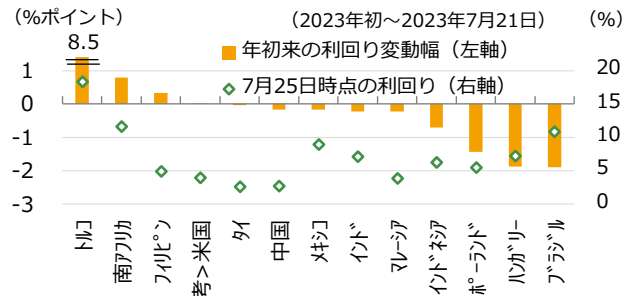 (%ポイント)
(2023年初～2023年7月21日)
(%)
8.5
年初来の利回り変動幅（左軸）
7月25日時点の利回り（右軸）
1
0
-1
-2
-3
20
15
10
5
0
トルコ
南アフリカ
フィリピン
考>米国
タイ
中国
メキシコ
インド
マレーシア
インドネシア
ポーランド
ハンガリー
ブラジル